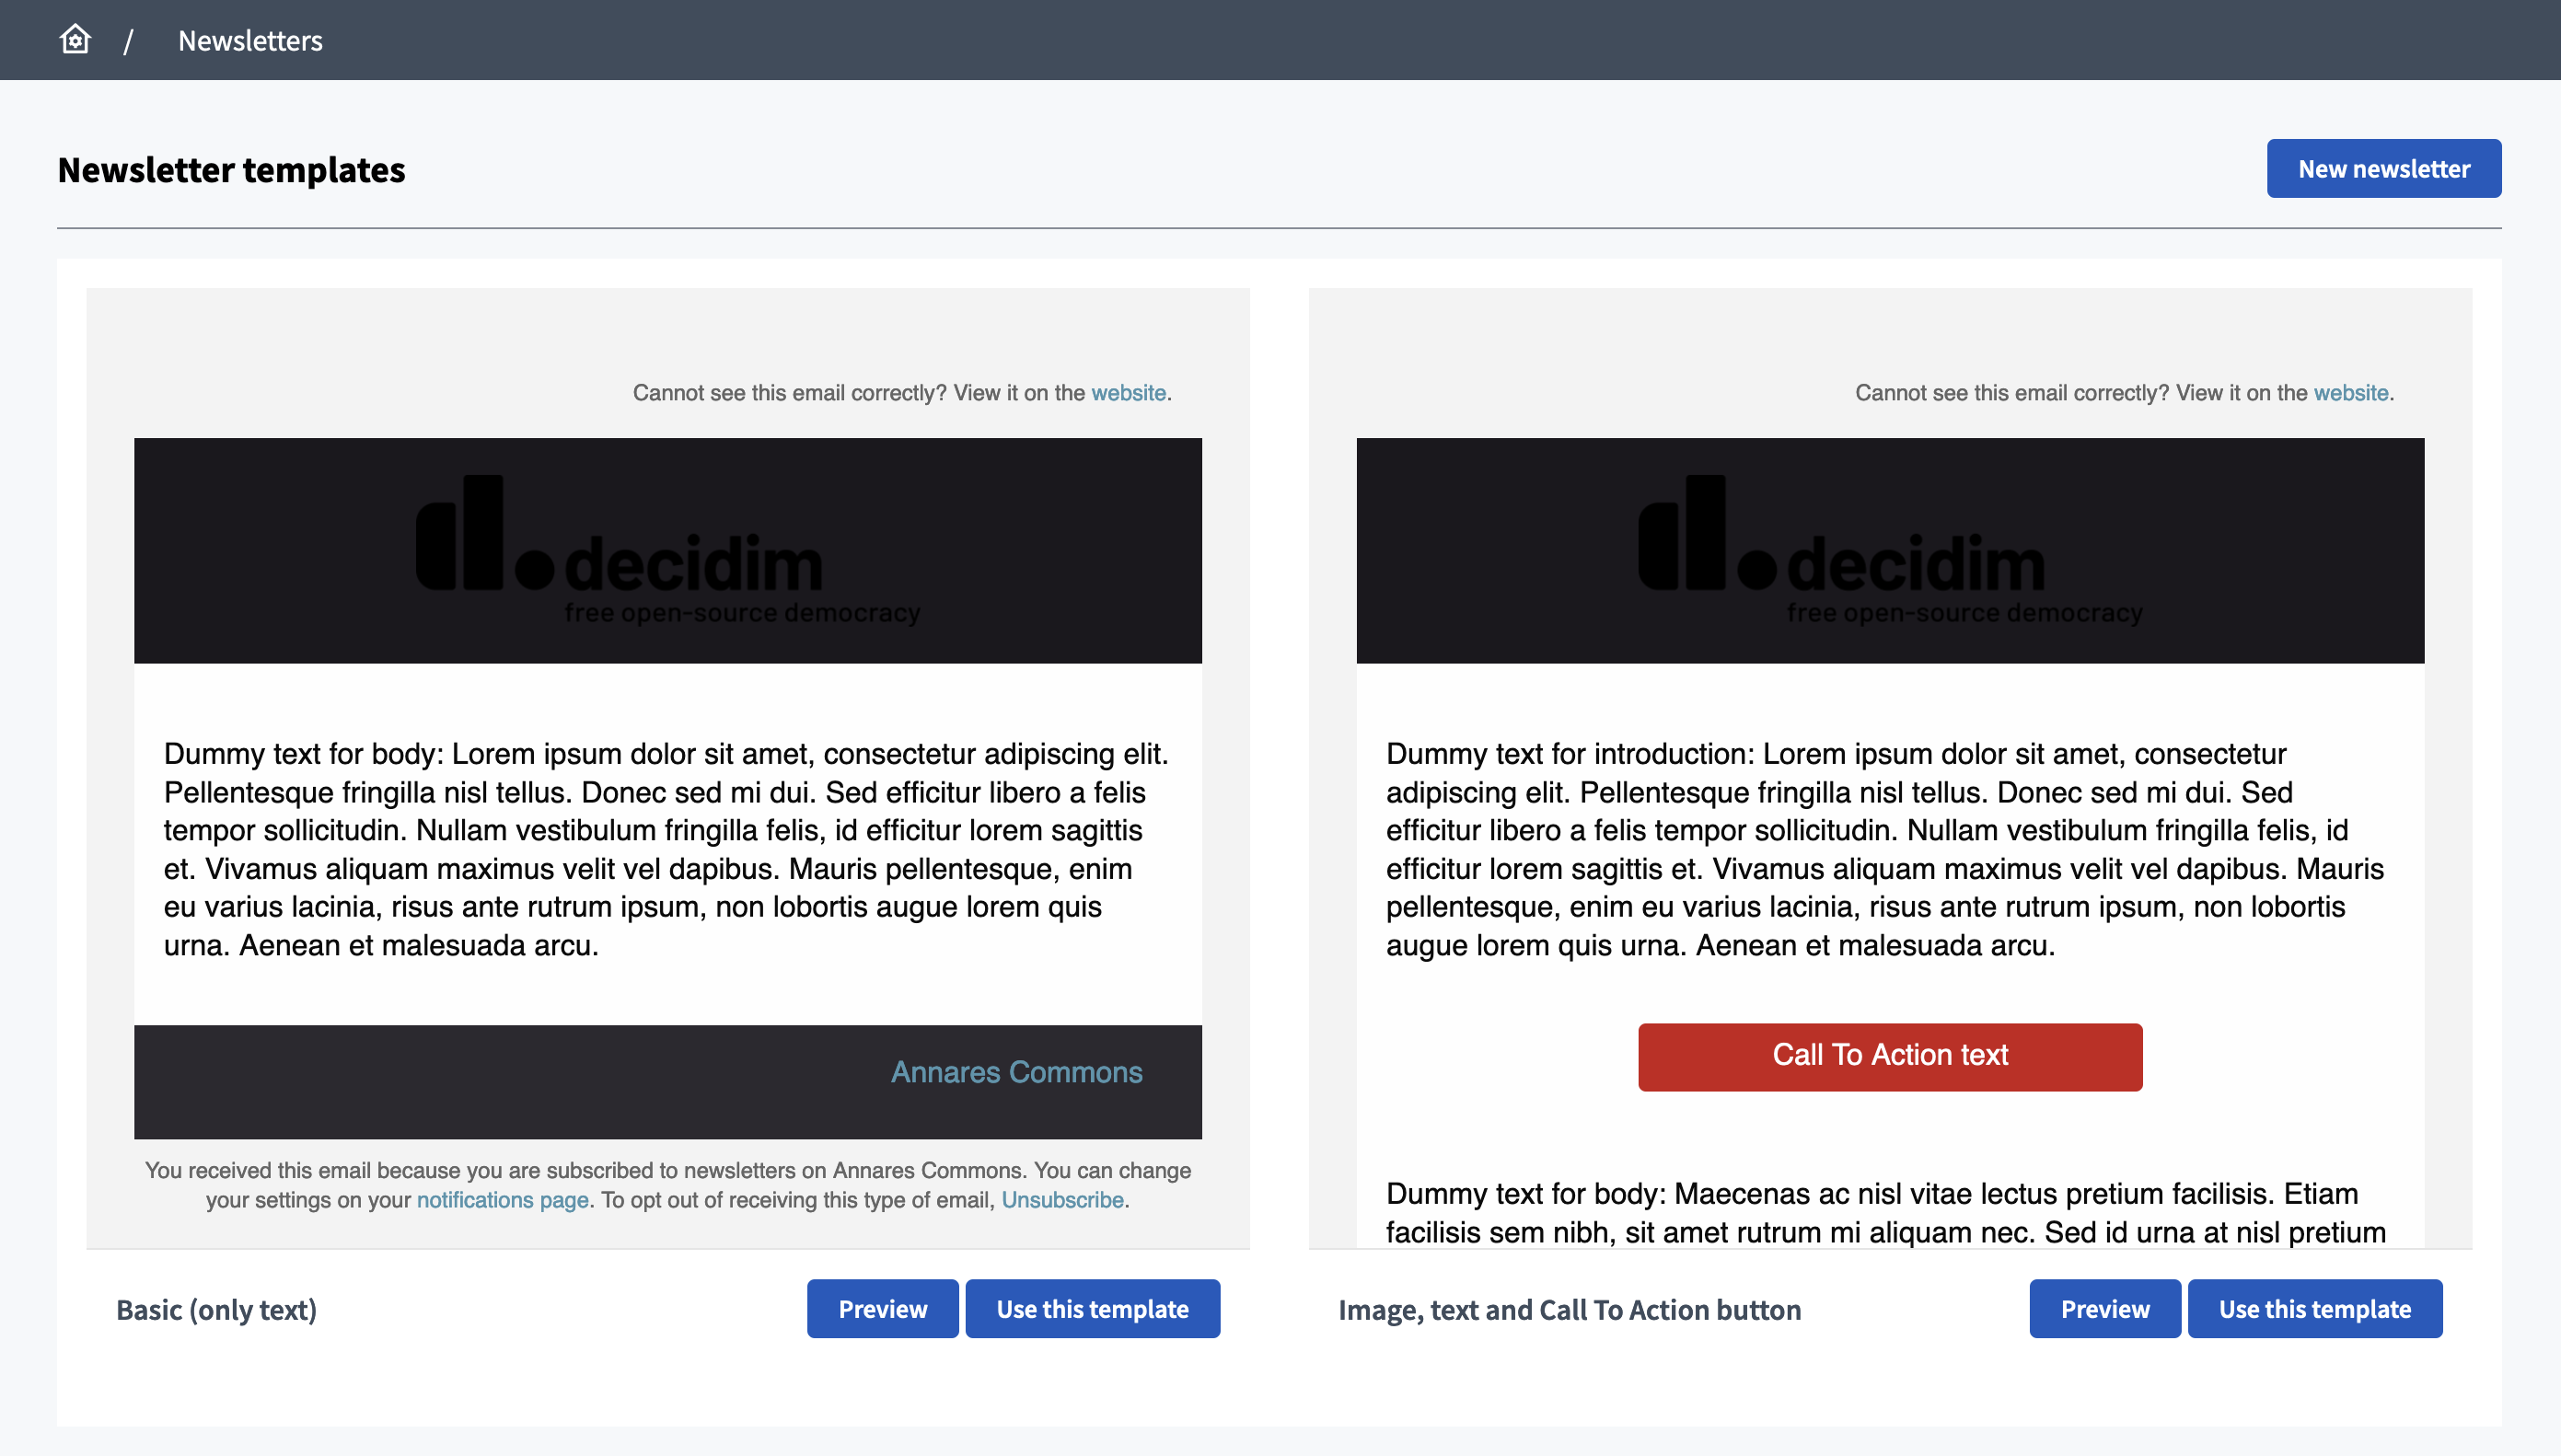 / Newsletters
Newsletter templates
New newsletter
Cannot see this email correctly? View it on the website.
decidim
free open-source democracy
Dummy text for body: Lorem ipsum dolor sit amet, consectetur adipiscing elit.
Pellentesque fringilla nisl tellus. Donec sed mi dui. Sed efficitur libero a felis
tempor sollicitudin. Nullam vestibulum fringilla felis, id efficitur lorem sagittis
et. Vivamus aliquam maximus velit vel dapibus. Mauris pellentesque, enim
eu varius lacinia, risus ante rutrum ipsum, non lobortis augue lorem quis
urna. Aenean et malesuada arcu.
Annares Commons
You received this email because you are subscribed to newsletters on Annares Commons. You can change
your settings on your notifications page. To opt out of receiving this type of email, Unsubscribe.
Basic (only text)
Preview
Use this template
Cannot see this email correctly? View it on the website.
decidim
free open-source democracy
Dummy text for introduction: Lorem ipsum dolor sit amet, consectetur
adipiscing elit. Pellentesque fringilla nisl tellus. Donec sed mi dui. Sed
efficitur libero a felis tempor sollicitudin. Nullam vestibulum fringilla felis, id
efficitur lorem sagittis et. Vivamus aliquam maximus velit vel dapibus. Mauris
pellentesque, enim eu varius lacinia, risus ante rutrum ipsum, non lobortis
augue lorem quis urna. Aenean et malesuada arcu.
Call To Action text
Dummy text for body: Maecenas ac nisl vitae lectus pretium facilisis. Etiam
facilisis sem nibh, sit amet rutrum mi aliquam nec. Sed id urna at nisl pretium
Image, text and Call To Action button
Preview
Use this template